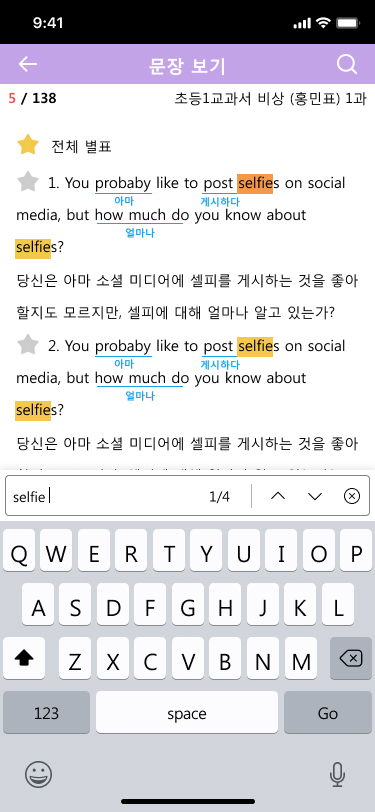 9:41
문장 보기
5 / 138
초등1교과서 비상 (홍민표) 1과
전체 별표
1. You probaby like to post selfies on social
아마 게시하다
media, but how much do you know about
얼마나
selfies?
당신은 아마 소셜 미디어에 셀피를 게시하는 것을 좋아
할지도 모르지만, 셀피에 대해 얼마나 알고 있는가?
2. You probaby like to post selfies on social
아마 게시하다
media, but how much do you know about
얼마나
selfies?
당신은 아마 소셜 미디어에 셀피를 게시하는 것을 좋아
selfie 1/4
Q W E R T Y U I O P
A S D F G H J K L
Z X C V B N M
123 space Go